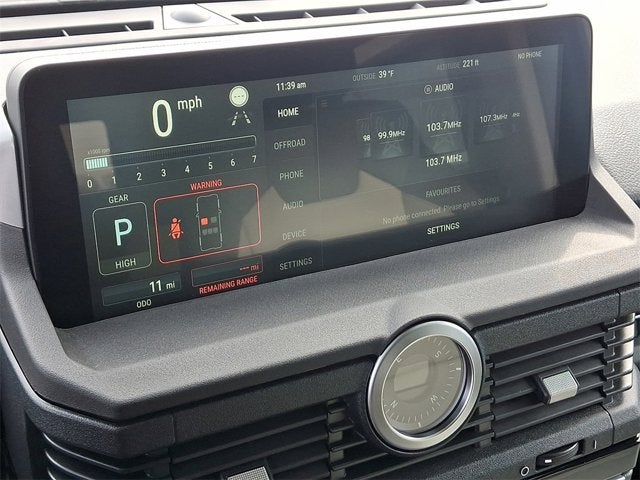 11:39 am
OUTSIDE 39 °F
ALTITUDE 221 ft
NO PHONE
0 mph
x1000 rpm
0 1 2 3 4 5 6 7
GEAR
P
HIGH
WARNING
11 mi
ODO
--- mi
REMAINING RANGE
HOME
OFFROAD
PHONE
AUDIO
DEVICE
SETTINGS
AUDIO
98 99.9MHz 103.7MHz 107.3MHz
103.7 MHz
FAVOURITES
No phone connected. Please go to Settings
SETTINGS
S
W
N